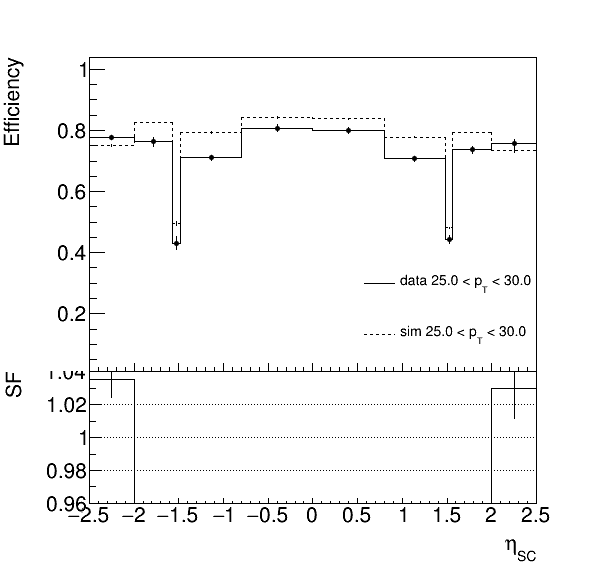 Efficiency
1
0.8
0.6
0.4
0.2
data 25.0 < p_T < 30.0
sim 25.0 < p_T < 30.0
SF
1.04
1.02
1
0.98
0.96
−2.5 −2 −1.5 −1 −0.5 0 0.5 1 1.5 2 2.5
η_SC